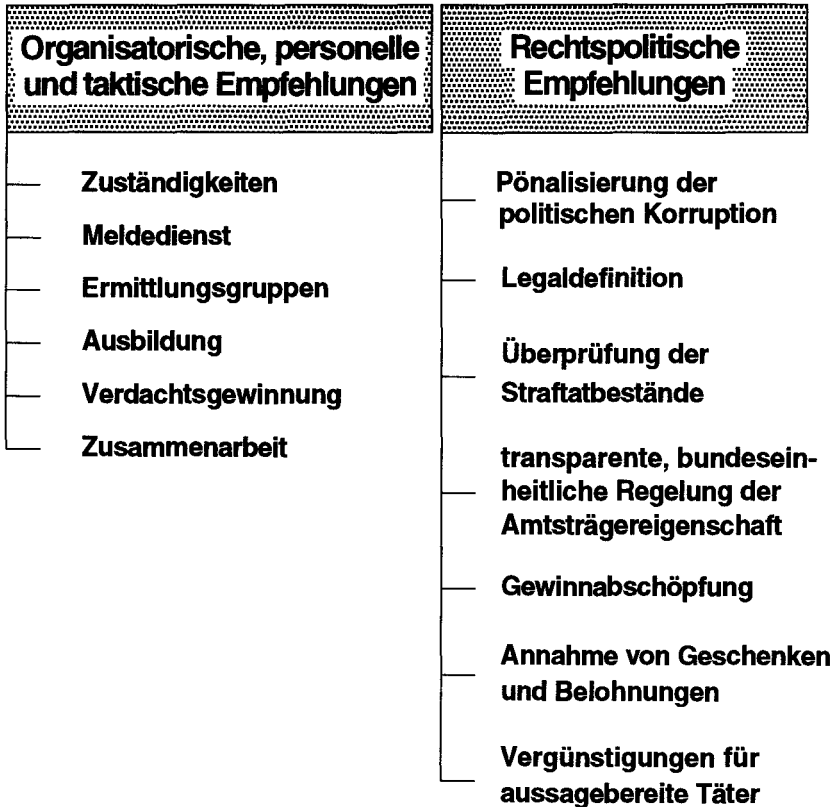 Organisatorische, personelle
und taktische Empfehlungen
Zuständigkeiten
Meldedienst
Ermittlungsgruppen
Ausbildung
Verdachtsgewinnung
Zusammenarbeit
Rechtspolitische
Empfehlungen
Pönalisierung der
politischen Korruption
Legaldefinition
Überprüfung der
Straftatbestände
transparente, bundesein-
heitliche Regelung der
Amtsträgereigenschaft
Gewinnabschöpfung
Annahme von Geschenken
und Belohnungen
Vergünstigungen für
aussagebereite Täter